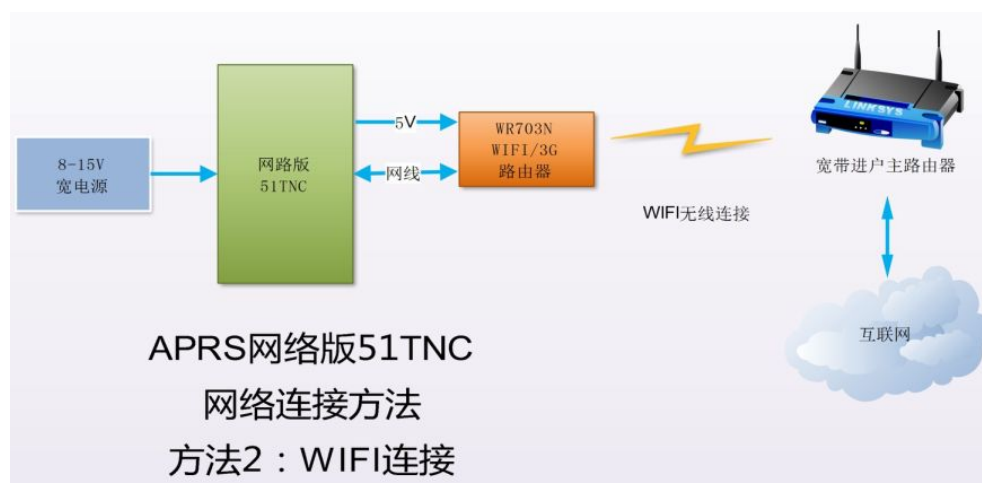 8-15V
宽电源
网路版
51TNC
5V
网线
WR703N
WIFI/3G
路由器
WIFI无线连接
LINKSYS
宽带进户主路由器
互联网
APRS网络版51TNC
网络连接方法
方法2：WIFI连接